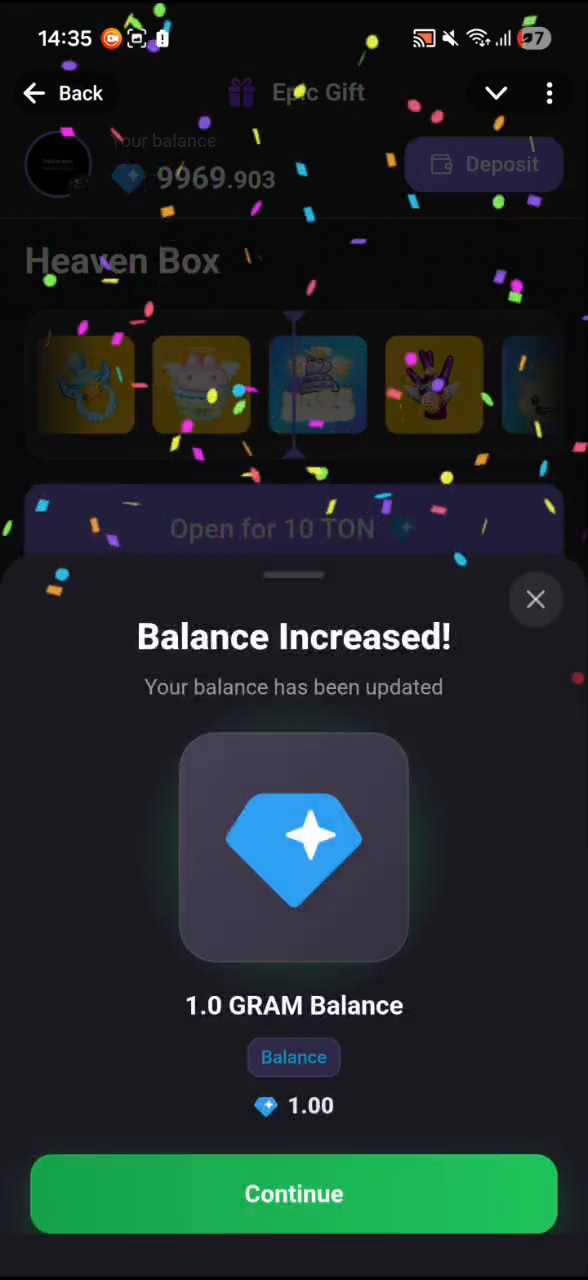 14:35
7
Back
Epic Gift
Your balance
9969.903
Deposit
Heaven Box
Open for 10 TON
Balance Increased!
Your balance has been updated
1.0 GRAM Balance
Balance
1.00
Continue